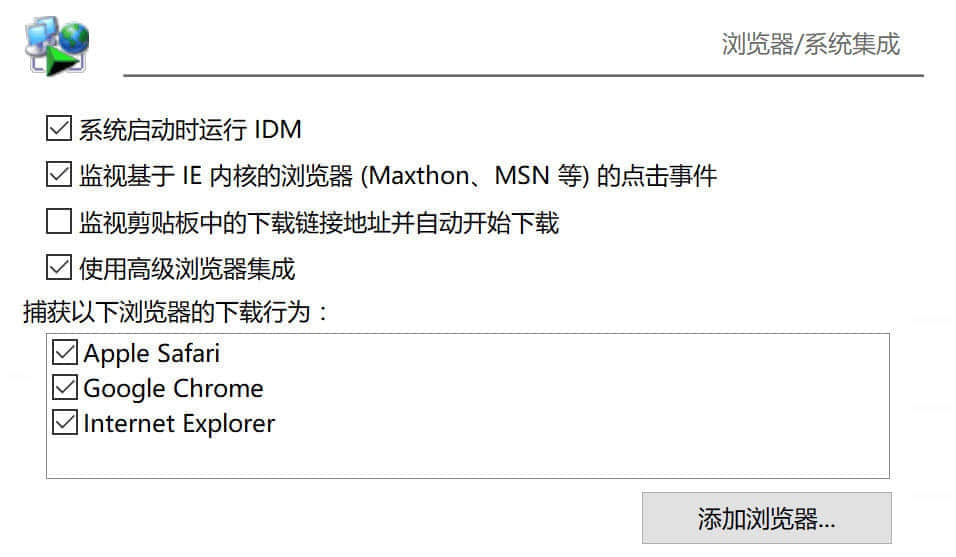 浏览器/系统集成
系统启动时运行 IDM
监视基于 IE 内核的浏览器 (Maxthon、MSN 等) 的点击事件
监视剪贴板中的下载链接地址并自动开始下载
使用高级浏览器集成
捕获以下浏览器的下载行为：
Apple Safari
Google Chrome
Internet Explorer
添加浏览器...